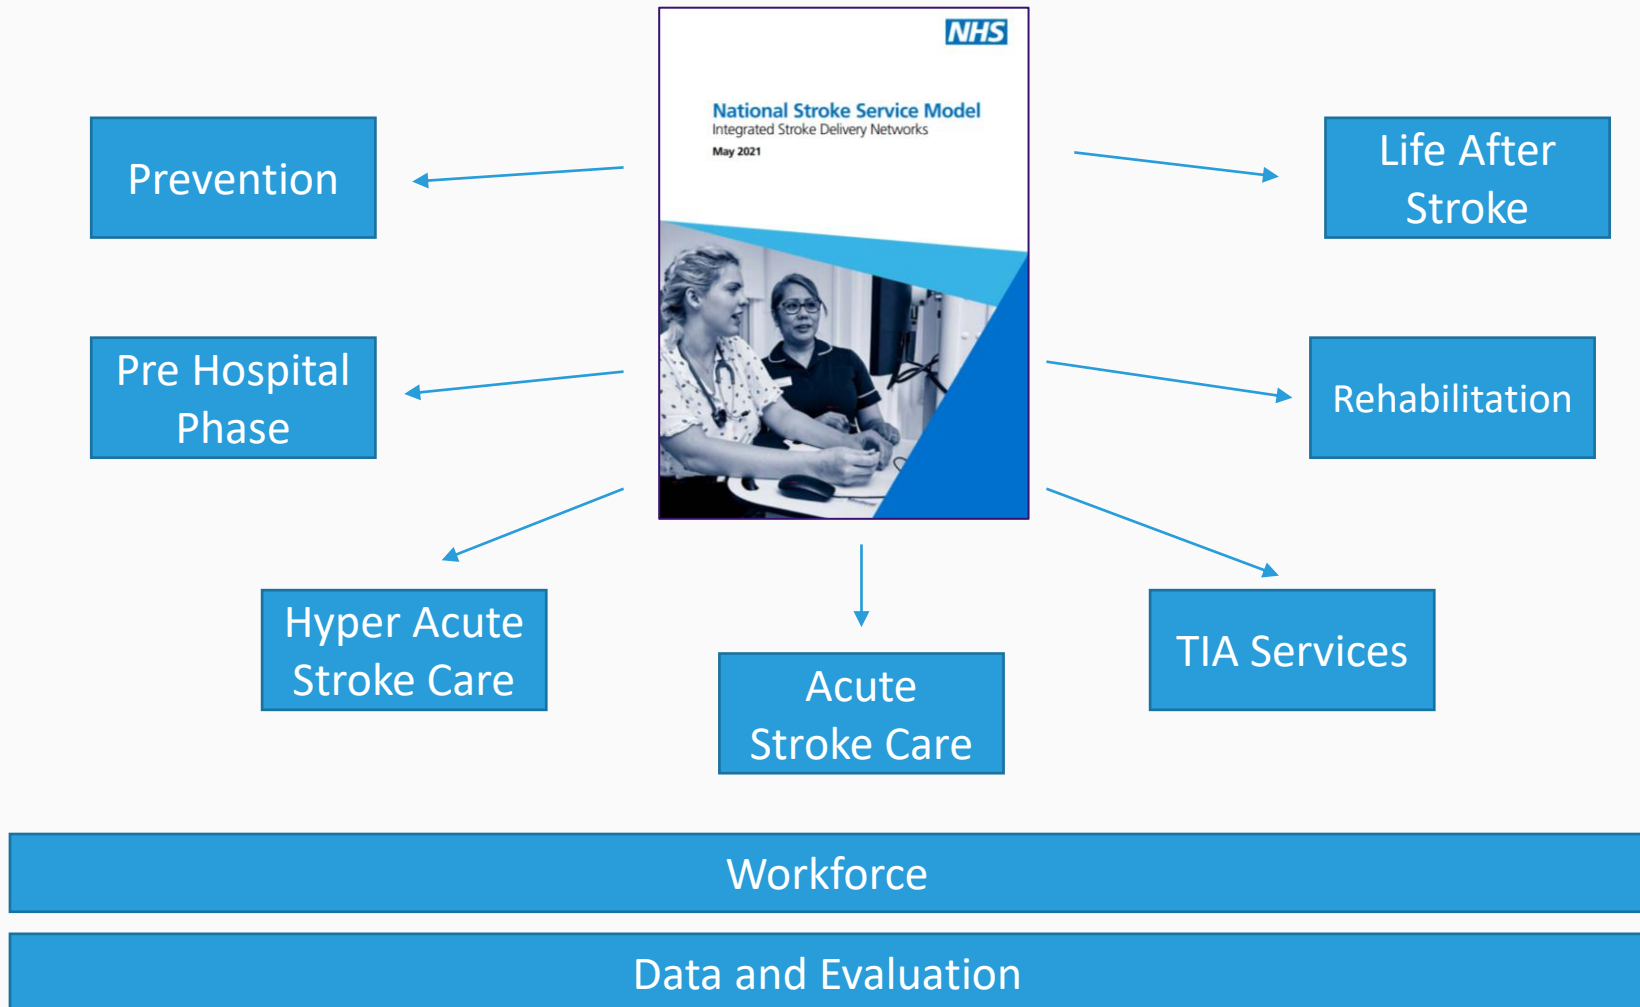 NHS
National Stroke Service Model
Integrated Stroke Delivery Networks
May 2021
Prevention
Life After
Stroke
Pre Hospital
Phase
Rehabilitation
Hyper Acute
Stroke Care
Acute
Stroke Care
TIA Services
Workforce
Data and Evaluation